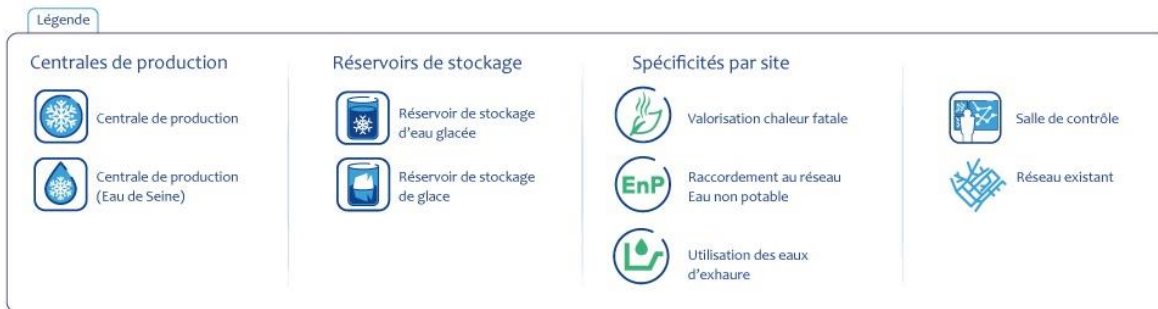 Légende
Centrales de production
Centrale de production
Centrale de production
(Eau de Seine)
Réservoirs de stockage
Réservoir de stockage
d'eau glacée
Réservoir de stockage
de glace
Spécificités par site
Valorisation chaleur fatale
EnP
Raccordement au réseau
Eau non potable
Utilisation des eaux
d'exhaure
Salle de contrôle
Réseau existant